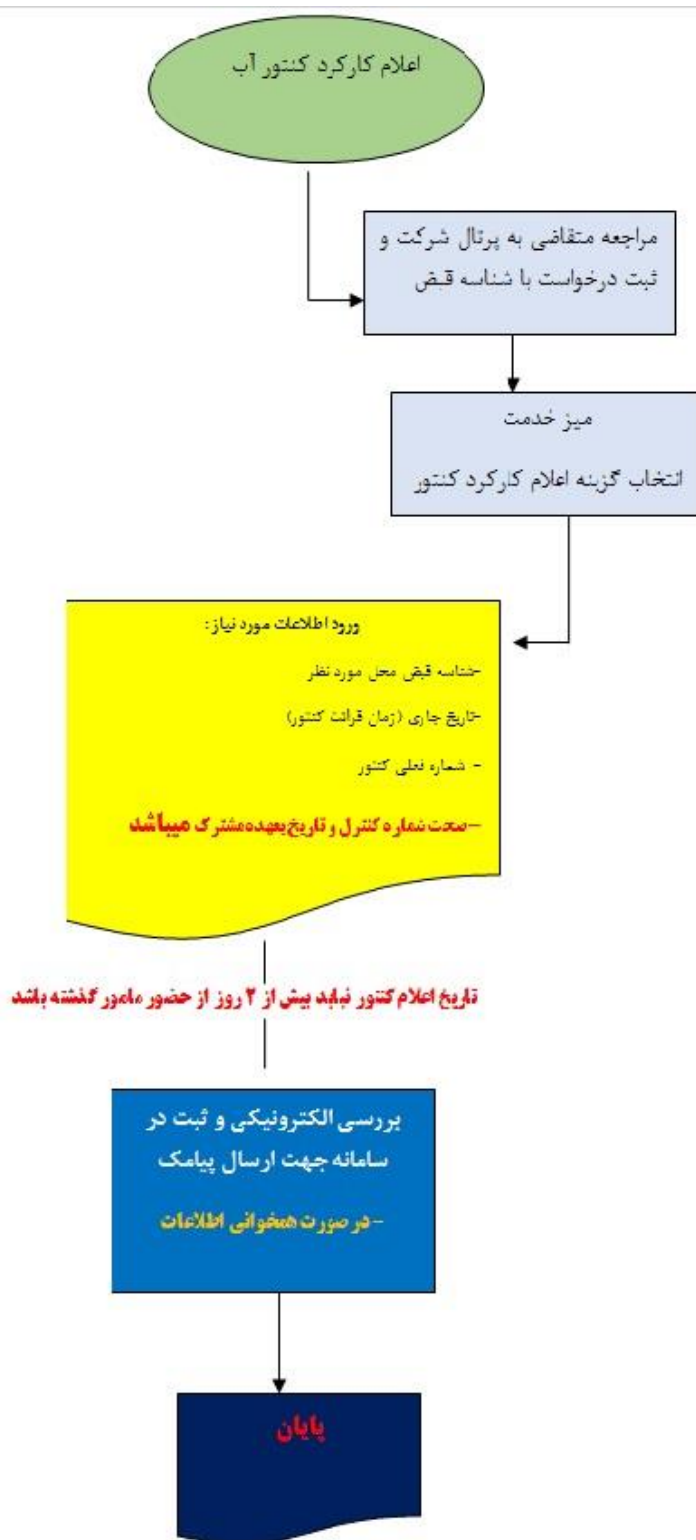 اعلام کارکرد کنتور آب
مراجعه متقاضی به پرتال شرکت و
ثبت درخواست با شناسه قبض
میز خدمت
انتخاب گزینه اعلام کارکرد کنتور
ورود اطلاعات مورد نیاز :
-شناسه قبض محل مورد نظر
-تاریخ جاری (زمان قرائت کنتور)
- شماره فعلی کنتور
-صحت شماره کنترل و تاریخ بعهده مشترک میباشد
تاریخ اعلام کنتور نباید بیش از ۲ روز از حضور مامور گذشته باشد
بررسی الکترونیکی و ثبت در
سامانه جهت ارسال پیامک
-در صورت همخوانی اطلاعات
پایان